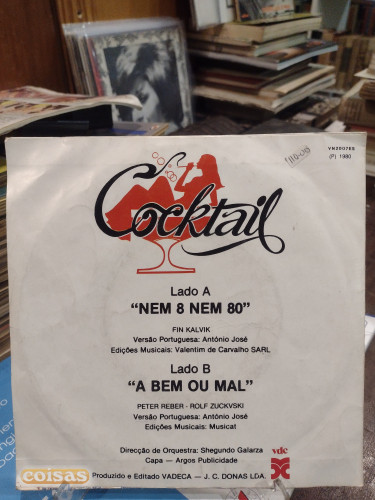 VN2007ES
(P) 1980
Cocktail
Lado A
"NEM 8 NEM 80"
FIN KALVIK
Versão Portuguesa: António José
Edições Musicais: Valentim de Carvalho SARL
Lado B
"A BEM OU MAL"
PETER REBER - ROLF ZUCKVSKI
Versão Portuguesa: António José
Edições Musicais: Musicat
Direcção de Orquestra: Shegundo Galarza
Capa — Argos Publicidade
Produzido e Editado VADECA — J. C. DONAS LDA.
vdc
coisas